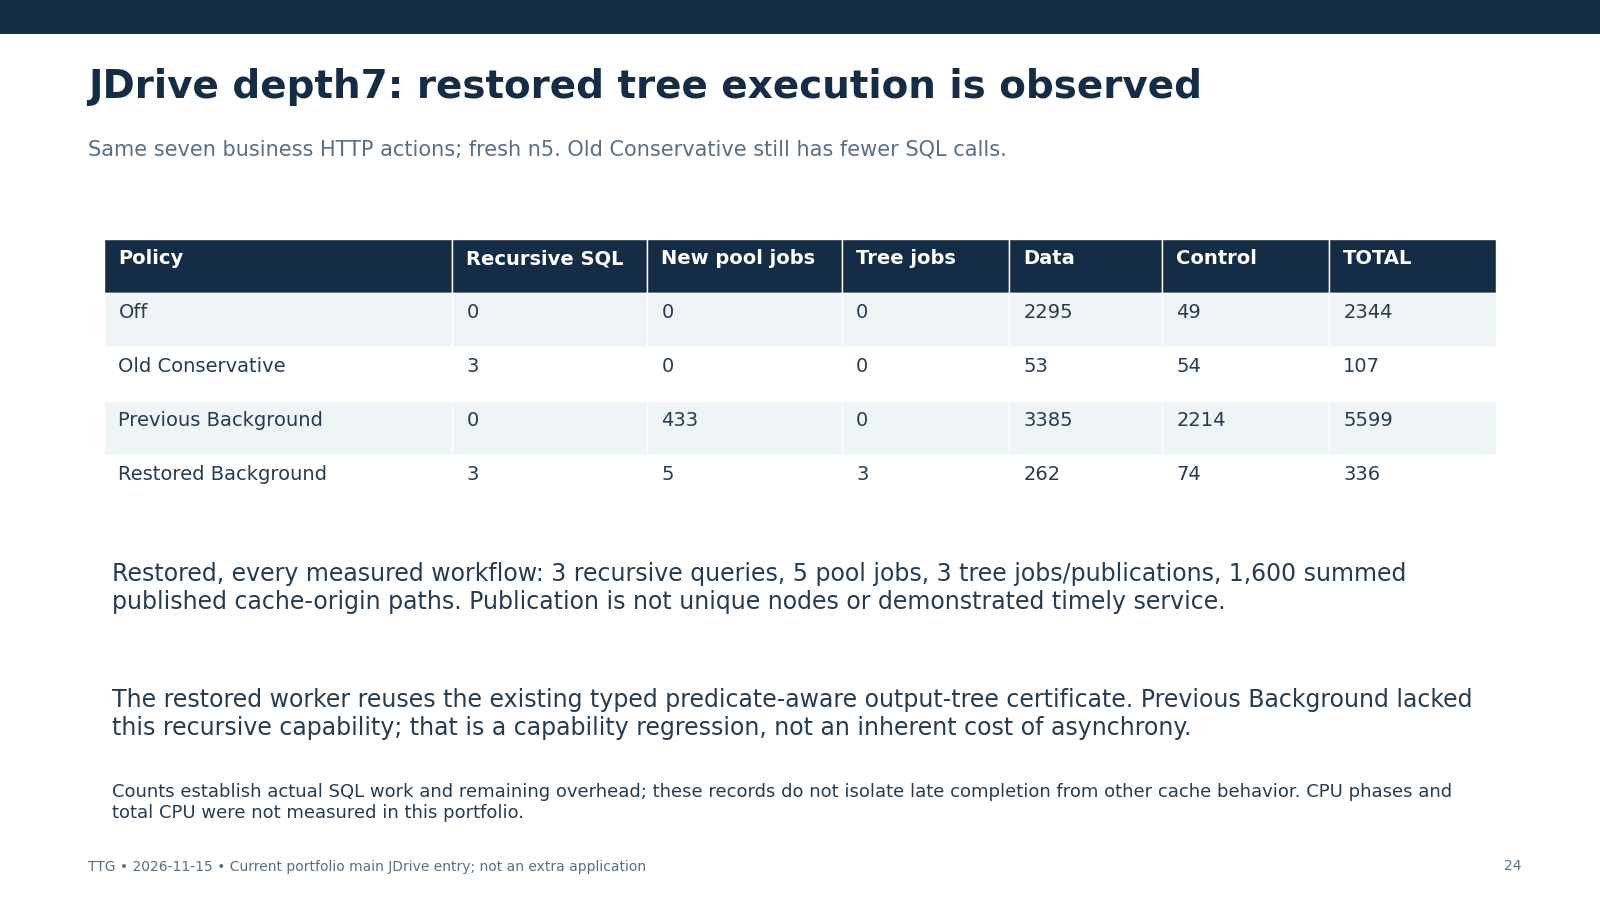 JDrive depth7: restored tree execution is observed
Same seven business HTTP actions; fresh n5. Old Conservative still has fewer SQL calls.
Policy Recursive SQL New pool jobs Tree jobs Data Control TOTAL
Off 0 0 0 2295 49 2344
Old Conservative 3 0 0 53 54 107
Previous Background 0 433 0 3385 2214 5599
Restored Background 3 5 3 262 74 336
Restored, every measured workflow: 3 recursive queries, 5 pool jobs, 3 tree jobs/publications, 1,600 summed
published cache-origin paths. Publication is not unique nodes or demonstrated timely service.
The restored worker reuses the existing typed predicate-aware output-tree certificate. Previous Background lacked
this recursive capability; that is a capability regression, not an inherent cost of asynchrony.
Counts establish actual SQL work and remaining overhead; these records do not isolate late completion from other cache behavior. CPU phases and
total CPU were not measured in this portfolio.
TTG • 2026-11-15 • Current portfolio main JDrive entry; not an extra application 24